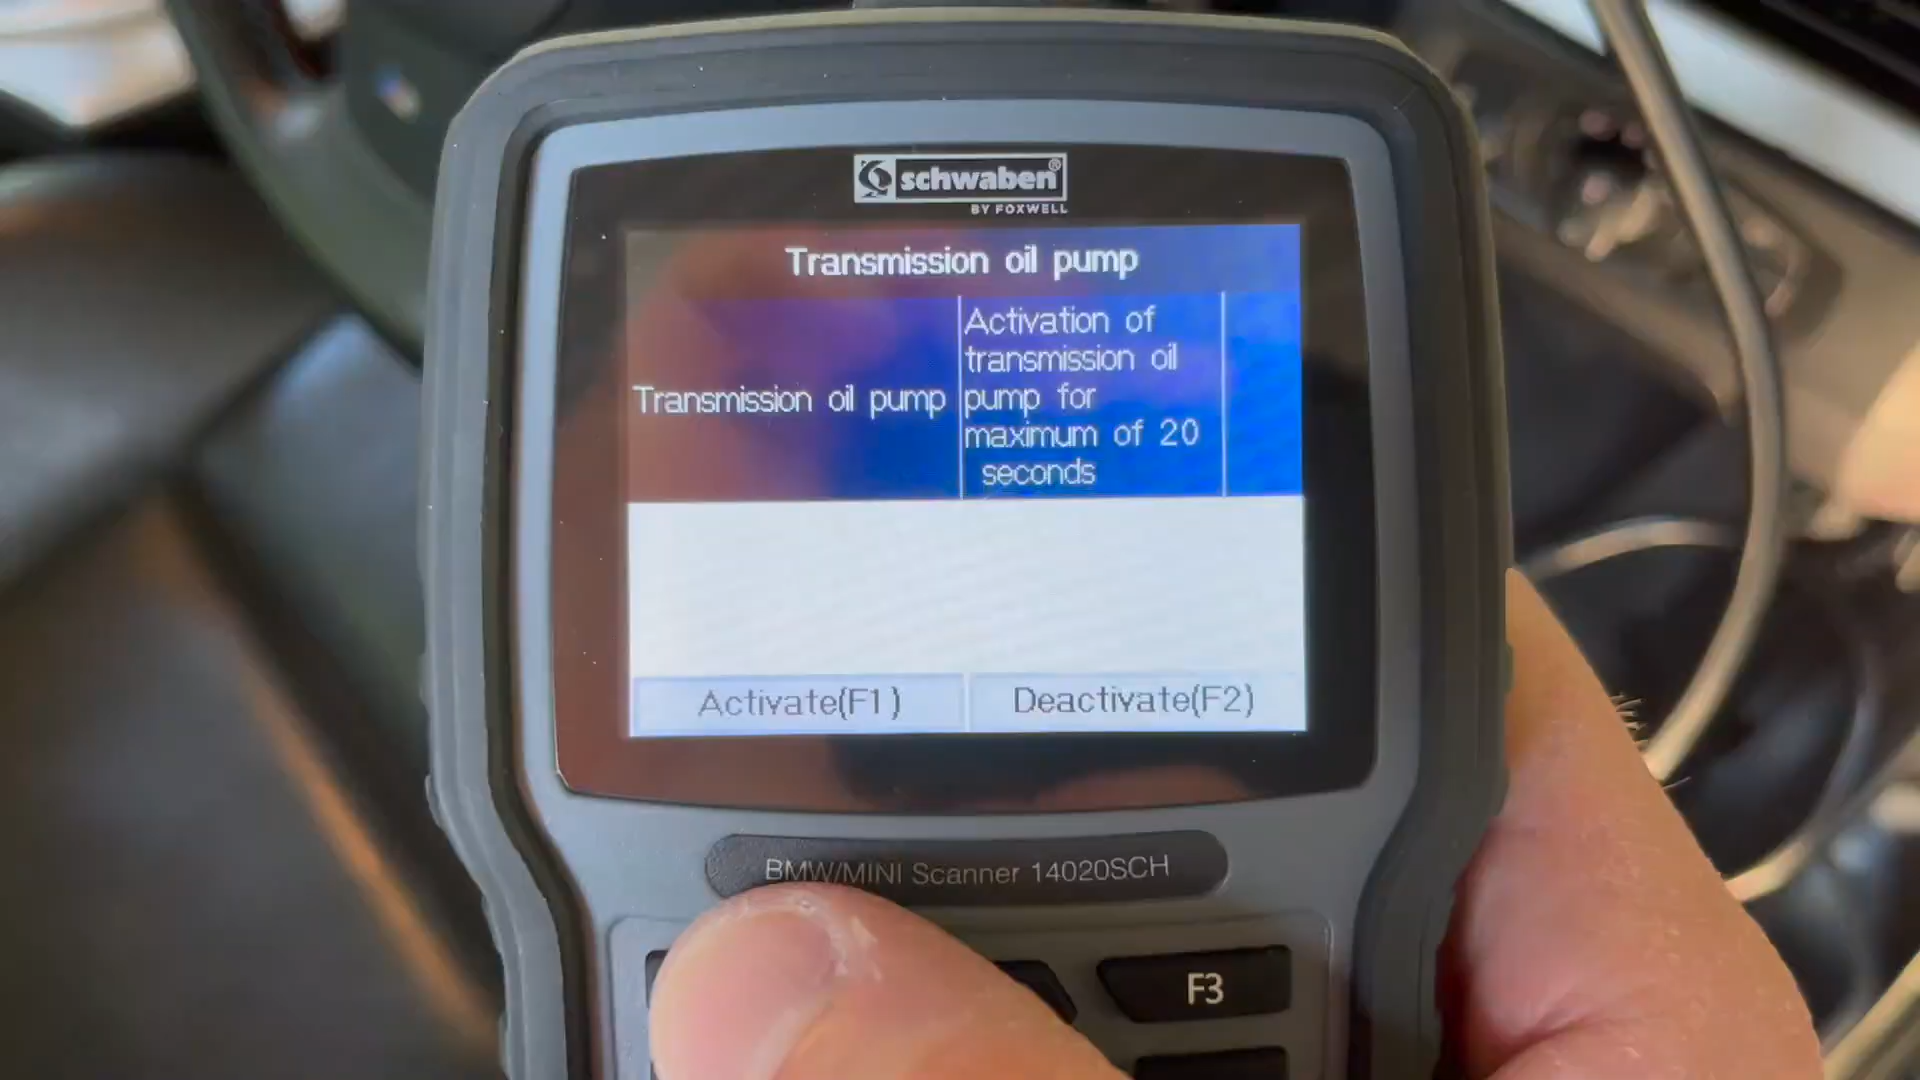 schwaben®
BY FOXWELL
Transmission oil pump
Transmission oil pump
Activation of
transmission oil
pump for
maximum of 20
seconds
Activate(F1)
Deactivate(F2)
BMW/MINI Scanner 14020SCH
F3